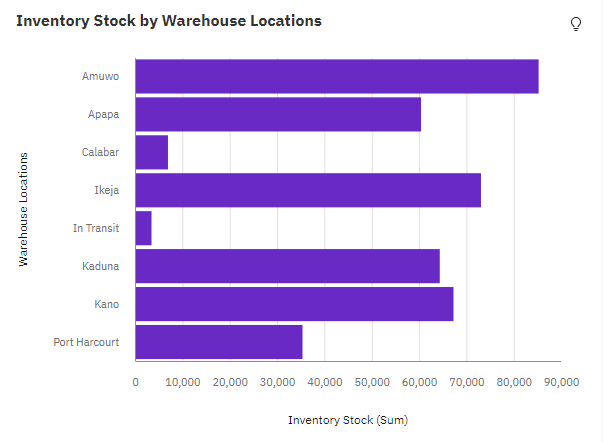 Inventory Stock by Warehouse Locations
Warehouse Locations
Amuwo
Apapa
Calabar
Ikeja
In Transit
Kaduna
Kano
Port Harcourt
0 10,000 20,000 30,000 40,000 50,000 60,000 70,000 80,000 90,000
Inventory Stock (Sum)